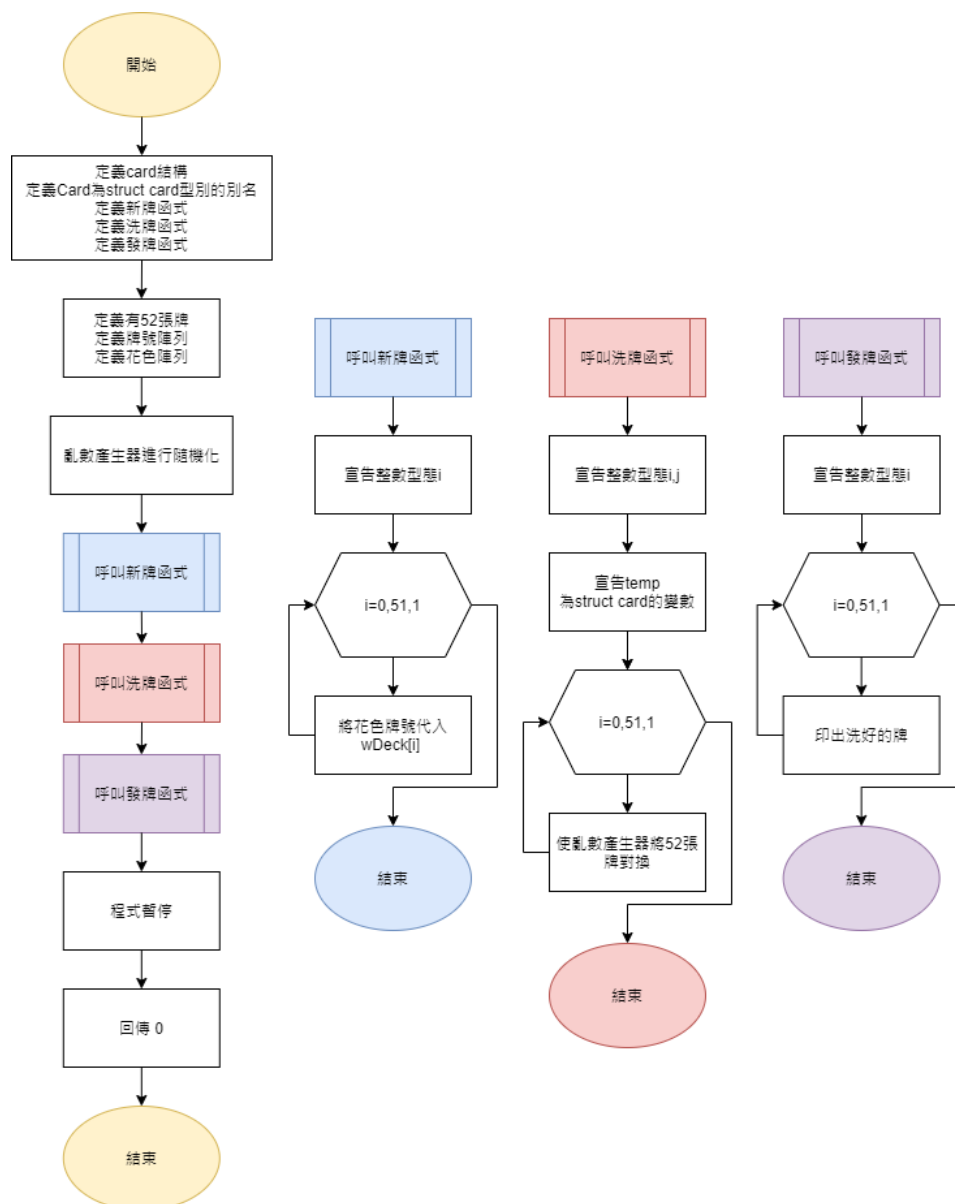 開始
定義card結構
定義Card為struct card型別的別名
定義新牌函式
定義洗牌函式
定義發牌函式
定義有52張牌
定義牌號陣列
定義花色陣列
亂數產生器進行隨機化
呼叫新牌函式
呼叫洗牌函式
呼叫發牌函式
程式暫停
回傳 0
結束
呼叫新牌函式
宣告整數型態i
i=0,51,1
將花色牌號代入
wDeck[i]
結束
呼叫洗牌函式
宣告整數型態i,j
宣告temp
為struct card的變數
i=0,51,1
使亂數產生器將52張
牌對換
結束
呼叫發牌函式
宣告整數型態i
i=0,51,1
印出洗好的牌
結束